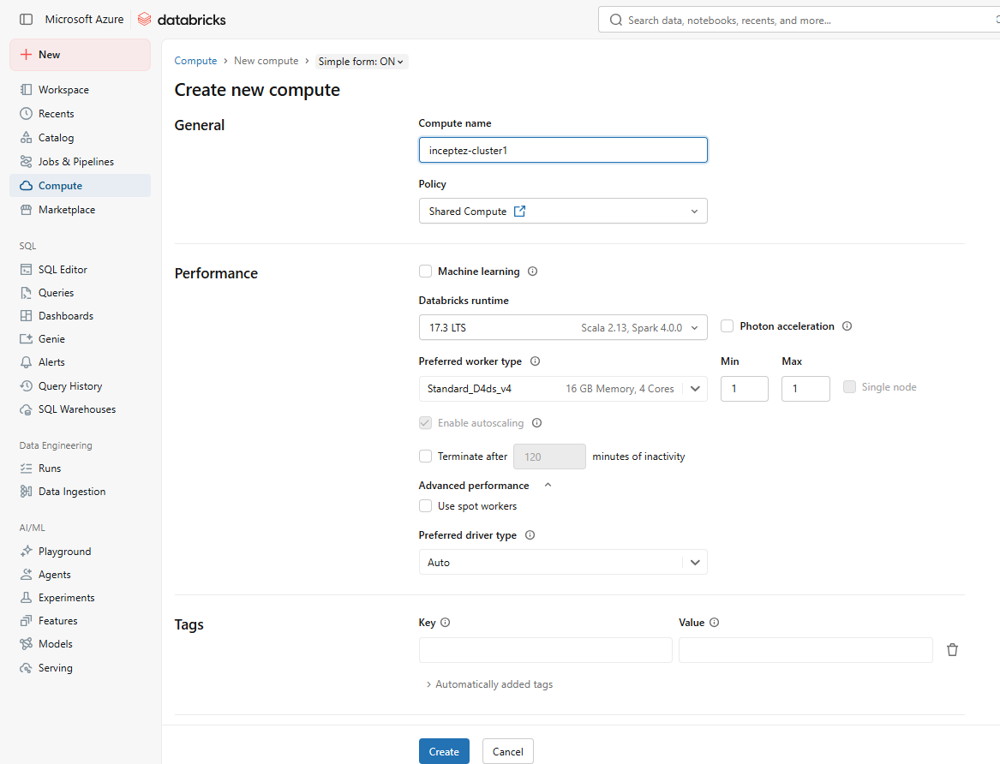 Microsoft Azure databricks
Search data, notebooks, recents, and more...
New
Workspace
Recents
Catalog
Jobs & Pipelines
Compute
Marketplace
SQL
SQL Editor
Queries
Dashboards
Genie
Alerts
Query History
SQL Warehouses
Data Engineering
Runs
Data Ingestion
AI/ML
Playground
Agents
Experiments
Features
Models
Serving
Compute › New compute › Simple form: ON
Create new compute
General
Compute name
inceptez-cluster1
Policy
Shared Compute
Performance
Machine learning
Databricks runtime
17.3 LTS Scala 2.13, Spark 4.0.0
Photon acceleration
Preferred worker type Min Max
Standard_D4ds_v4 16 GB Memory, 4 Cores 1 1 Single node
Enable autoscaling
Terminate after 120 minutes of inactivity
Advanced performance
Use spot workers
Preferred driver type
Auto
Tags
Key Value
Automatically added tags
Create Cancel